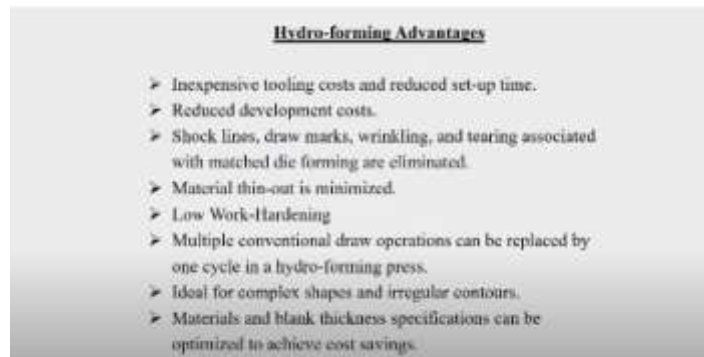 Hydro-forming Advantages
➢ Inexpensive tooling costs and reduced set-up time.
➢ Reduced development costs.
➢ Shock lines, draw marks, wrinkling, and tearing associated
with matched die forming are eliminated.
➢ Material thin-out is minimized.
➢ Low Work-Hardening
➢ Multiple conventional draw operations can be replaced by
one cycle in a hydro-forming press.
➢ Ideal for complex shapes and irregular contours.
➢ Materials and blank thickness specifications can be
optimized to achieve cost savings.